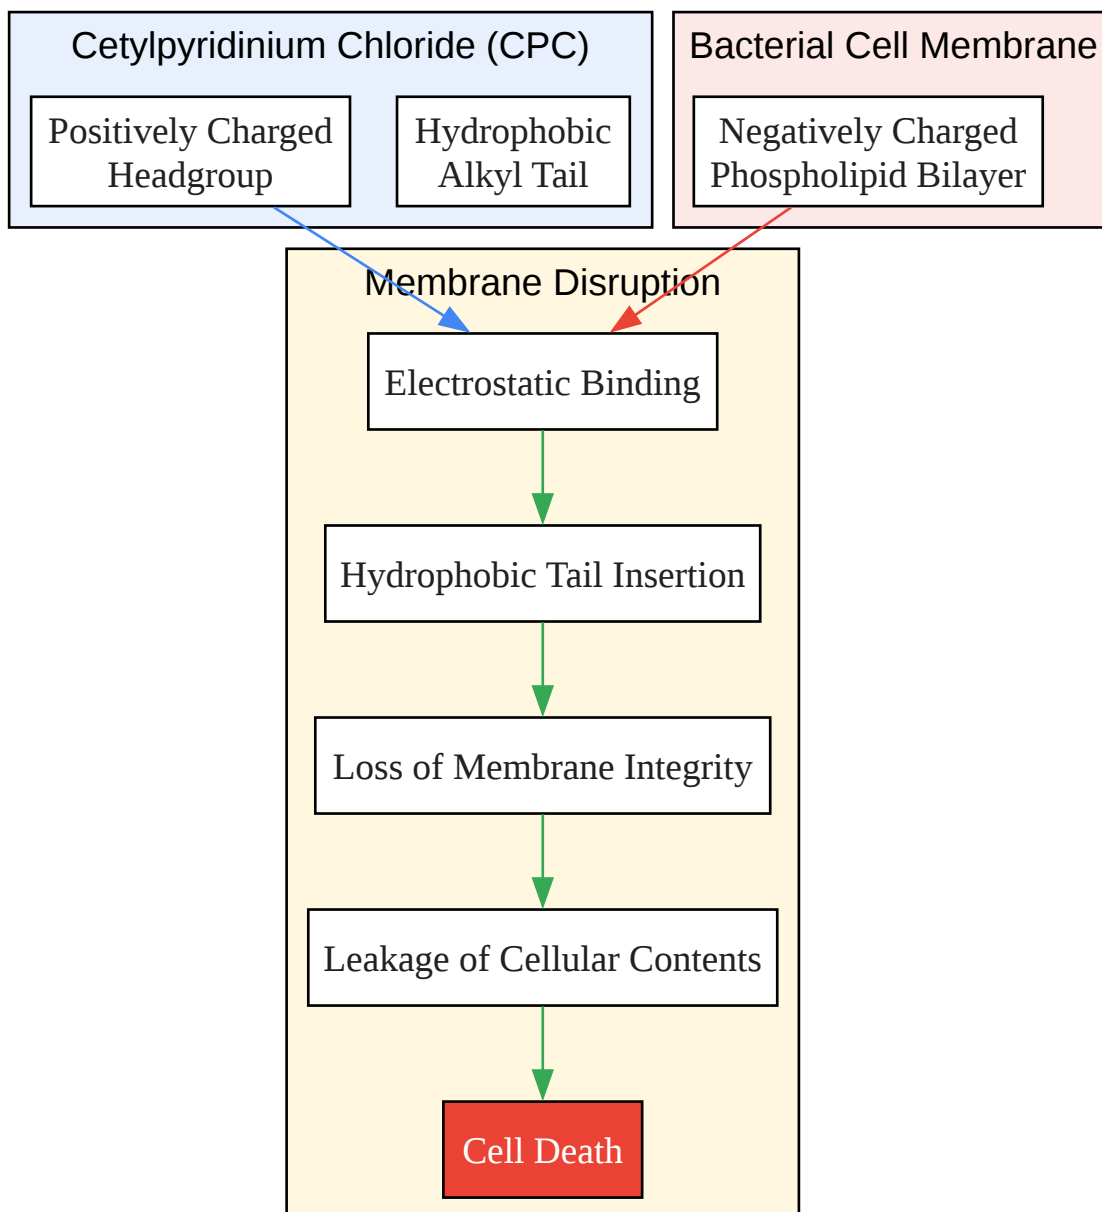 Cetylpyridinium Chloride (CPC)
Positively Charged
Headgroup
Hydrophobic
Alkyl Tail
Bacterial Cell Membrane
Negatively Charged
Phospholipid Bilayer
Membrane Disruption
Electrostatic Binding
Hydrophobic Tail Insertion
Loss of Membrane Integrity
Leakage of Cellular Contents
Cell Death